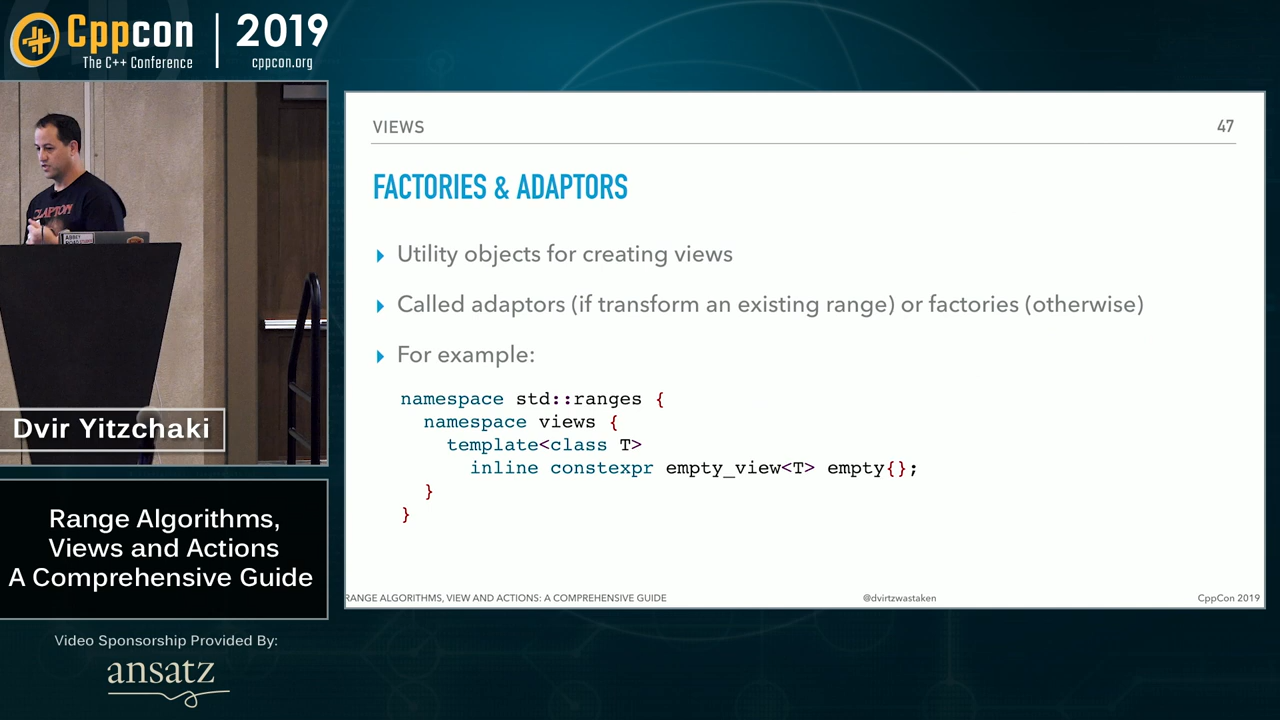 Cppcon
The C++ Conference
2019
cppcon.org
CLAPTON
Dvir Yitzchaki
Range Algorithms,
Views and Actions
A Comprehensive Guide
Video Sponsorship Provided By:
ansatz
VIEWS
47
FACTORIES & ADAPTORS
Utility objects for creating views
Called adaptors (if transform an existing range) or factories (otherwise)
For example:
namespace std::ranges {
namespace views {
template<class T>
inline constexpr empty_view<T> empty{};
}
}
RANGE ALGORITHMS, VIEW AND ACTIONS: A COMPREHENSIVE GUIDE
@dvirtzwastaken
CppCon 2019